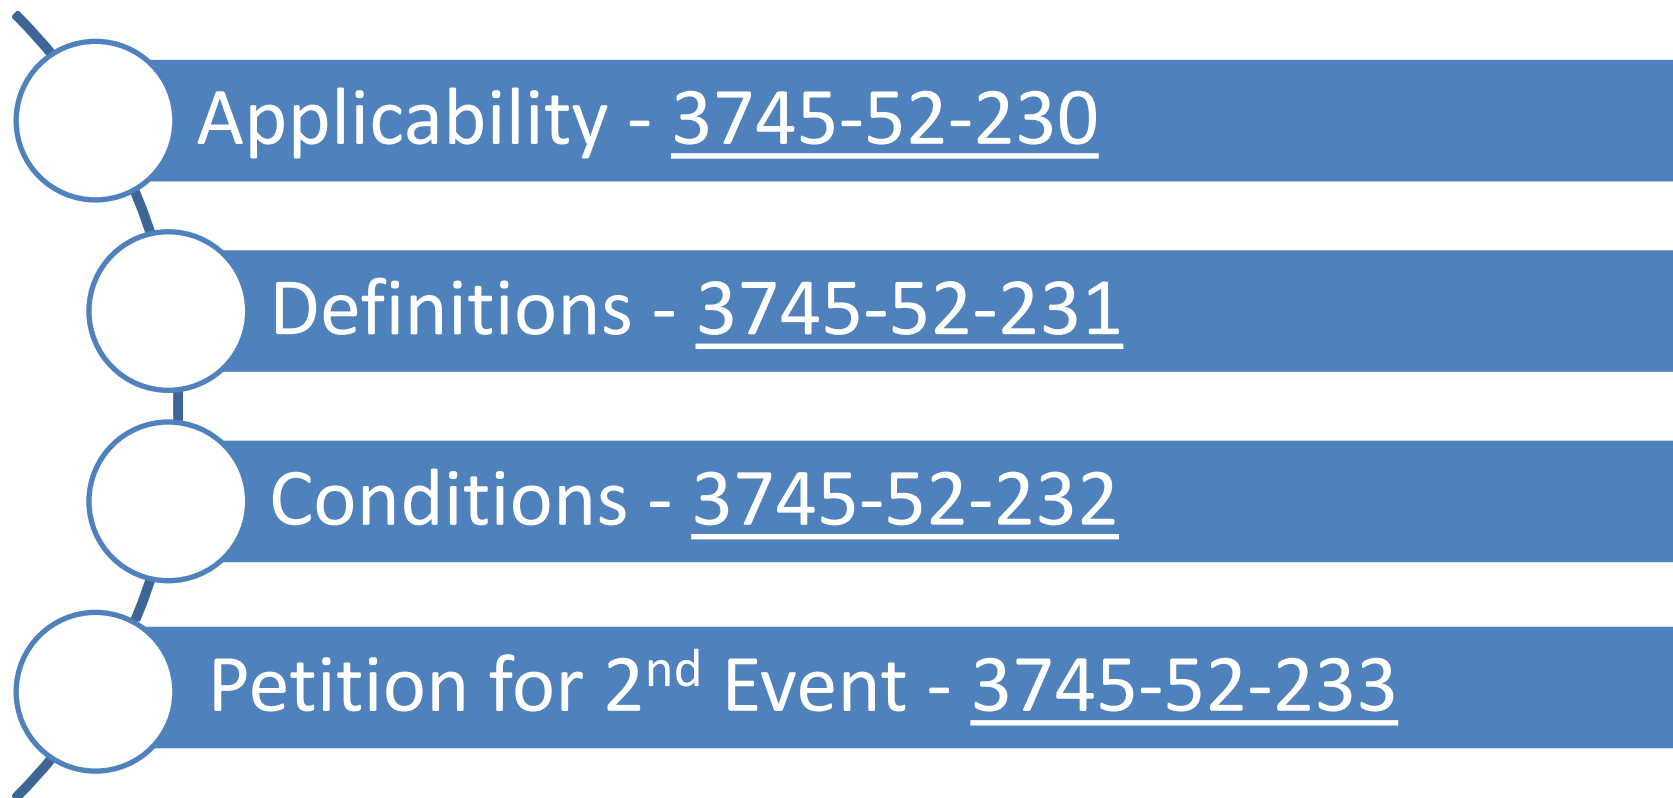 Applicability - 3745-52-230
Definitions - 3745-52-231
Conditions - 3745-52-232
Petition for 2nd Event - 3745-52-233